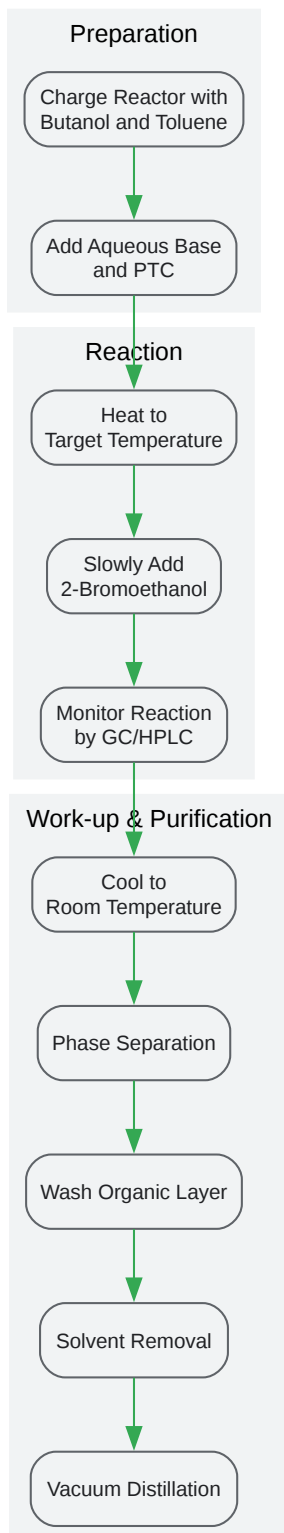 Preparation
Charge Reactor with
Butanol and Toluene
Add Aqueous Base
and PTC
Reaction
Heat to
Target Temperature
Slowly Add
2-Bromoethanol
Monitor Reaction
by GC/HPLC
Work-up & Purification
Cool to
Room Temperature
Phase Separation
Wash Organic Layer
Solvent Removal
Vacuum Distillation